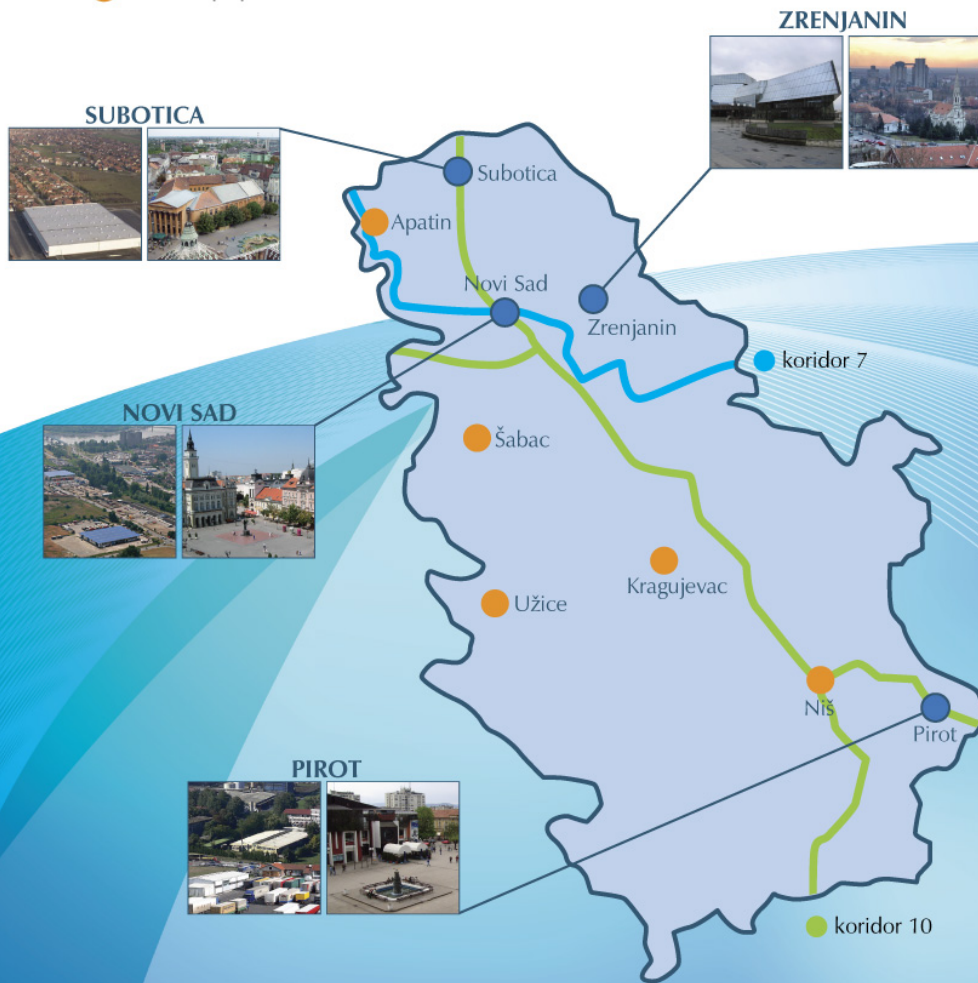 ZRENJANIN
SUBOTICA
Subotica
Apatin
Novi Sad
Zrenjanin
koridor 7
NOVI SAD
Šabac
Kragujevac
Užice
Niš
Pirot
PIROT
koridor 10